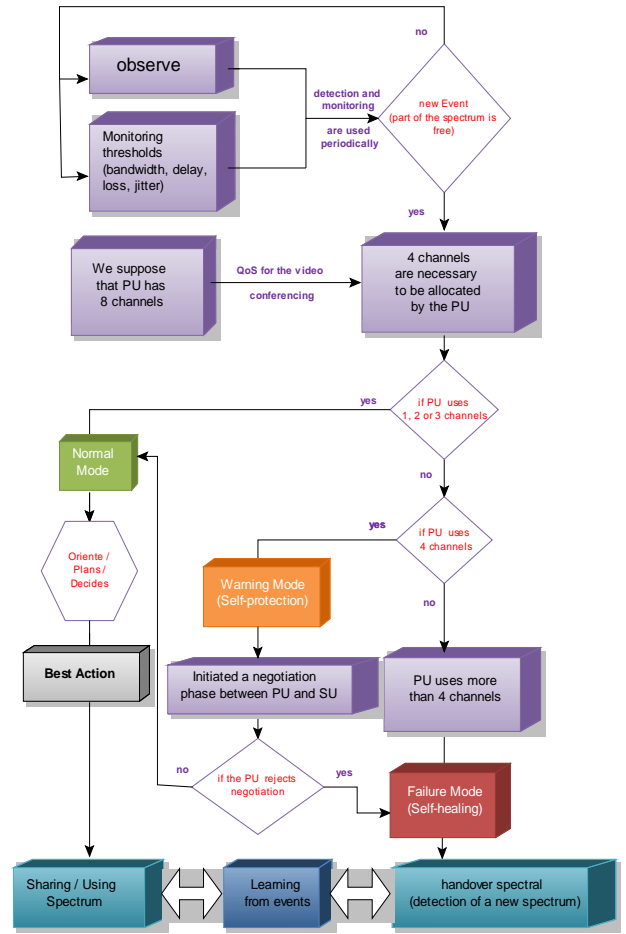 no
observe
detection and
monitoring
are used
periodically
new Event
(part of the spectrum is
free)
Monitoring
thresholds
(bandwidth, delay,
loss, jitter)
yes
We suppose
that PU has
8 channels
QoS for the video
conferencing
4 channels
are necessary
to be allocated
by the PU
yes
if PU uses
1, 2 or 3 channels
Normal
Mode
no
yes
if PU uses
4 channels
Oriente /
Plans /
Decides
Warning Mode
(Self-protection)
no
Best Action
Initiated a negotiation
phase between PU and SU
PU uses more
than 4 channels
no
if the PU rejects
negotiation
yes
Failure Mode
(Self-healing)
Sharing / Using
Spectrum
Learning
from events
handover spectral
(detection of a new spectrum)